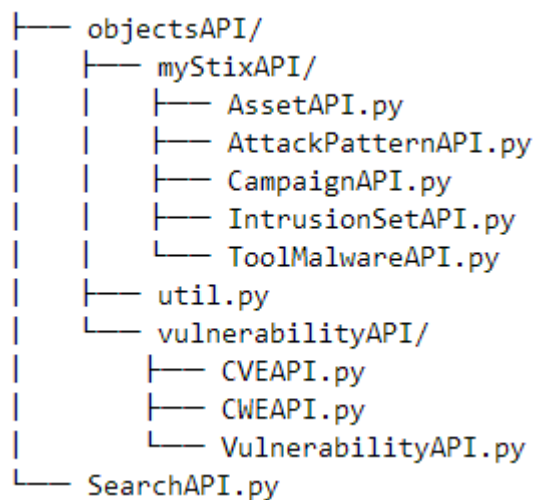 ├── objectsAPI/
│   ├── myStixAPI/
│   │   ├── AssetAPI.py
│   │   ├── AttackPatternAPI.py
│   │   ├── CampaignAPI.py
│   │   ├── IntrusionSetAPI.py
│   │   └── ToolMalwareAPI.py
│   ├── util.py
│   └── vulnerabilityAPI/
│       ├── CVEAPI.py
│       ├── CWEAPI.py
│       └── VulnerabilityAPI.py
└── SearchAPI.py